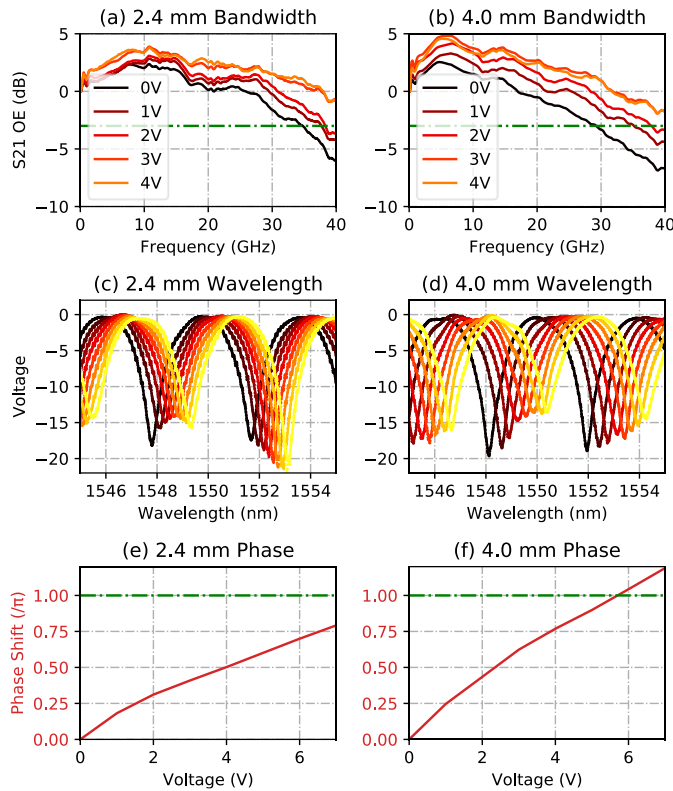 (a) 2.4 mm Bandwidth
(b) 4.0 mm Bandwidth
S21 OE (dB)
5
0
−5
−10
0V
1V
2V
3V
4V
0 10 20 30 40
Frequency (GHz)
5
0
−5
−10
0V
1V
2V
3V
4V
0 10 20 30 40
Frequency (GHz)
(c) 2.4 mm Wavelength
(d) 4.0 mm Wavelength
Voltage
0
−5
−10
−15
−20
1546 1548 1550 1552 1554
Wavelength (nm)
0
−5
−10
−15
−20
1546 1548 1550 1552 1554
Wavelength (nm)
(e) 2.4 mm Phase
(f) 4.0 mm Phase
Phase Shift (/π)
1.00
0.75
0.50
0.25
0.00
0 2 4 6
Voltage (V)
1.00
0.75
0.50
0.25
0.00
0 2 4 6
Voltage (V)